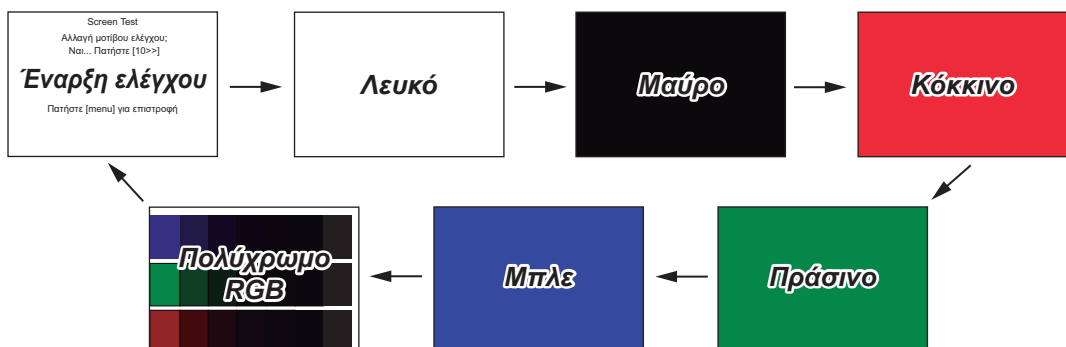 Screen Test
Αλλαγή μοτίβου ελέγχου;
Ναι... Πατήστε [10>>]
Έναρξη ελέγχου
Πατήστε [menu] για επιστροφή
Λευκό
Μαύρο
Κόκκινο
Πολύχρωμο
RGB
Μπλε
Πράσινο